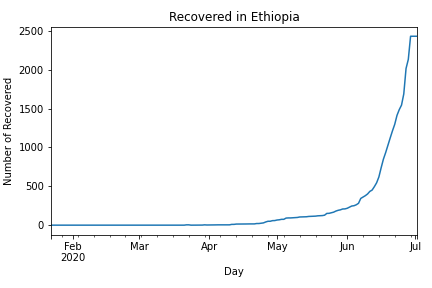 Recovered in Ethiopia
Number of Recovered
2500
2000
1500
1000
500
0
Feb
2020
Mar
Apr
May
Jun
Jul
Day